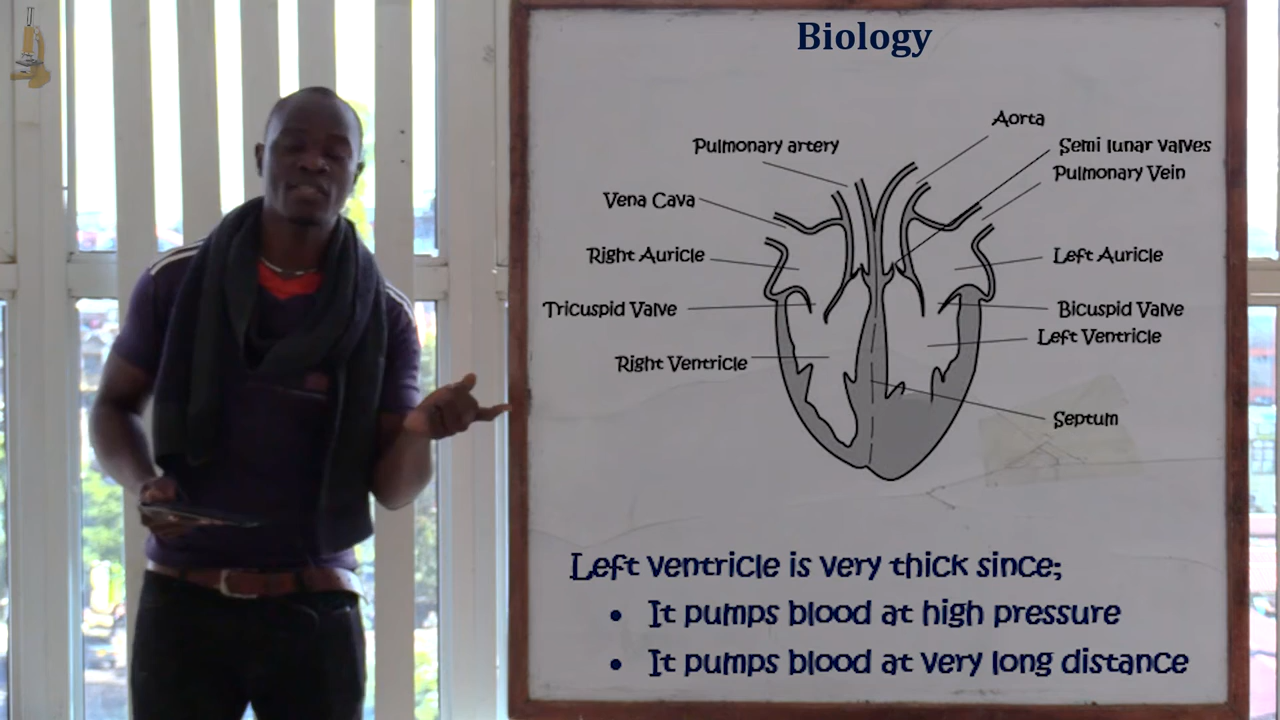 Biology
Aorta
Pulmonary artery
Semi lunar valves
Pulmonary Vein
Vena Cava
Right Auricle
Left Auricle
Tricuspid Valve
Bicuspid Valve
Left Ventricle
Right Ventricle
Septum
Left ventricle is very thick since;
• It pumps blood at high pressure
• It pumps blood at very long distance